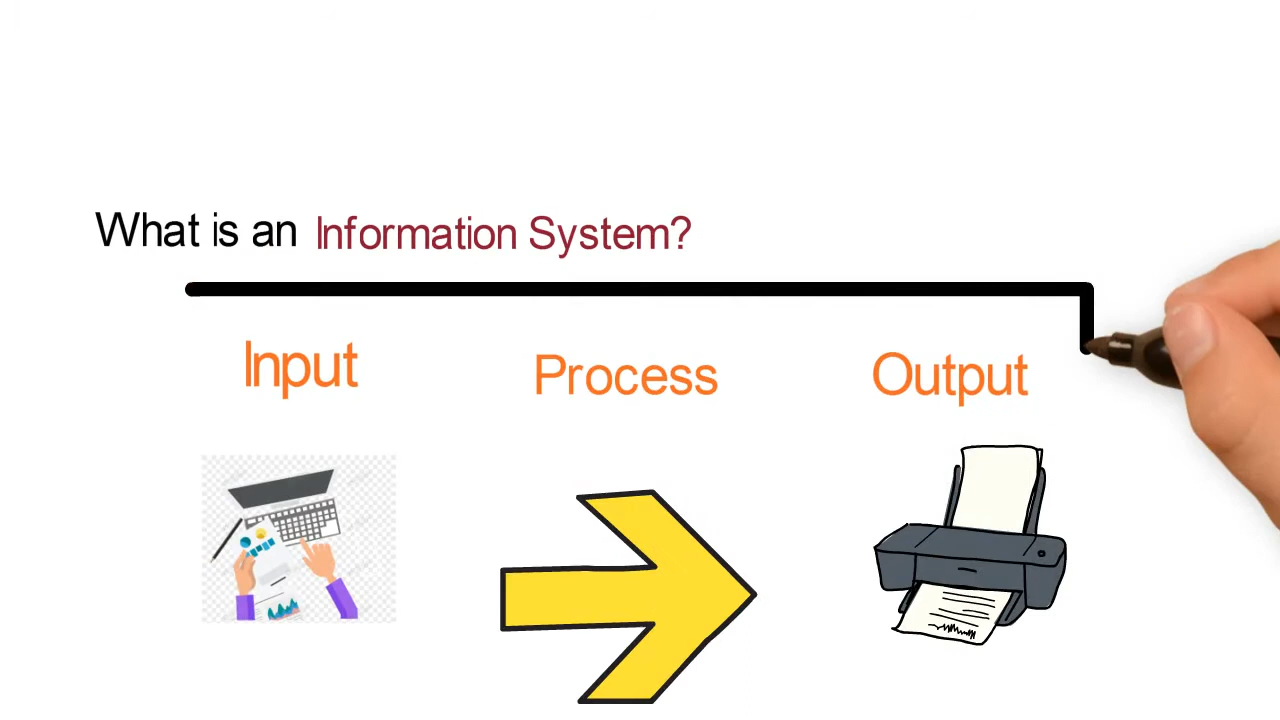 What is an Information System?
Input Process Output